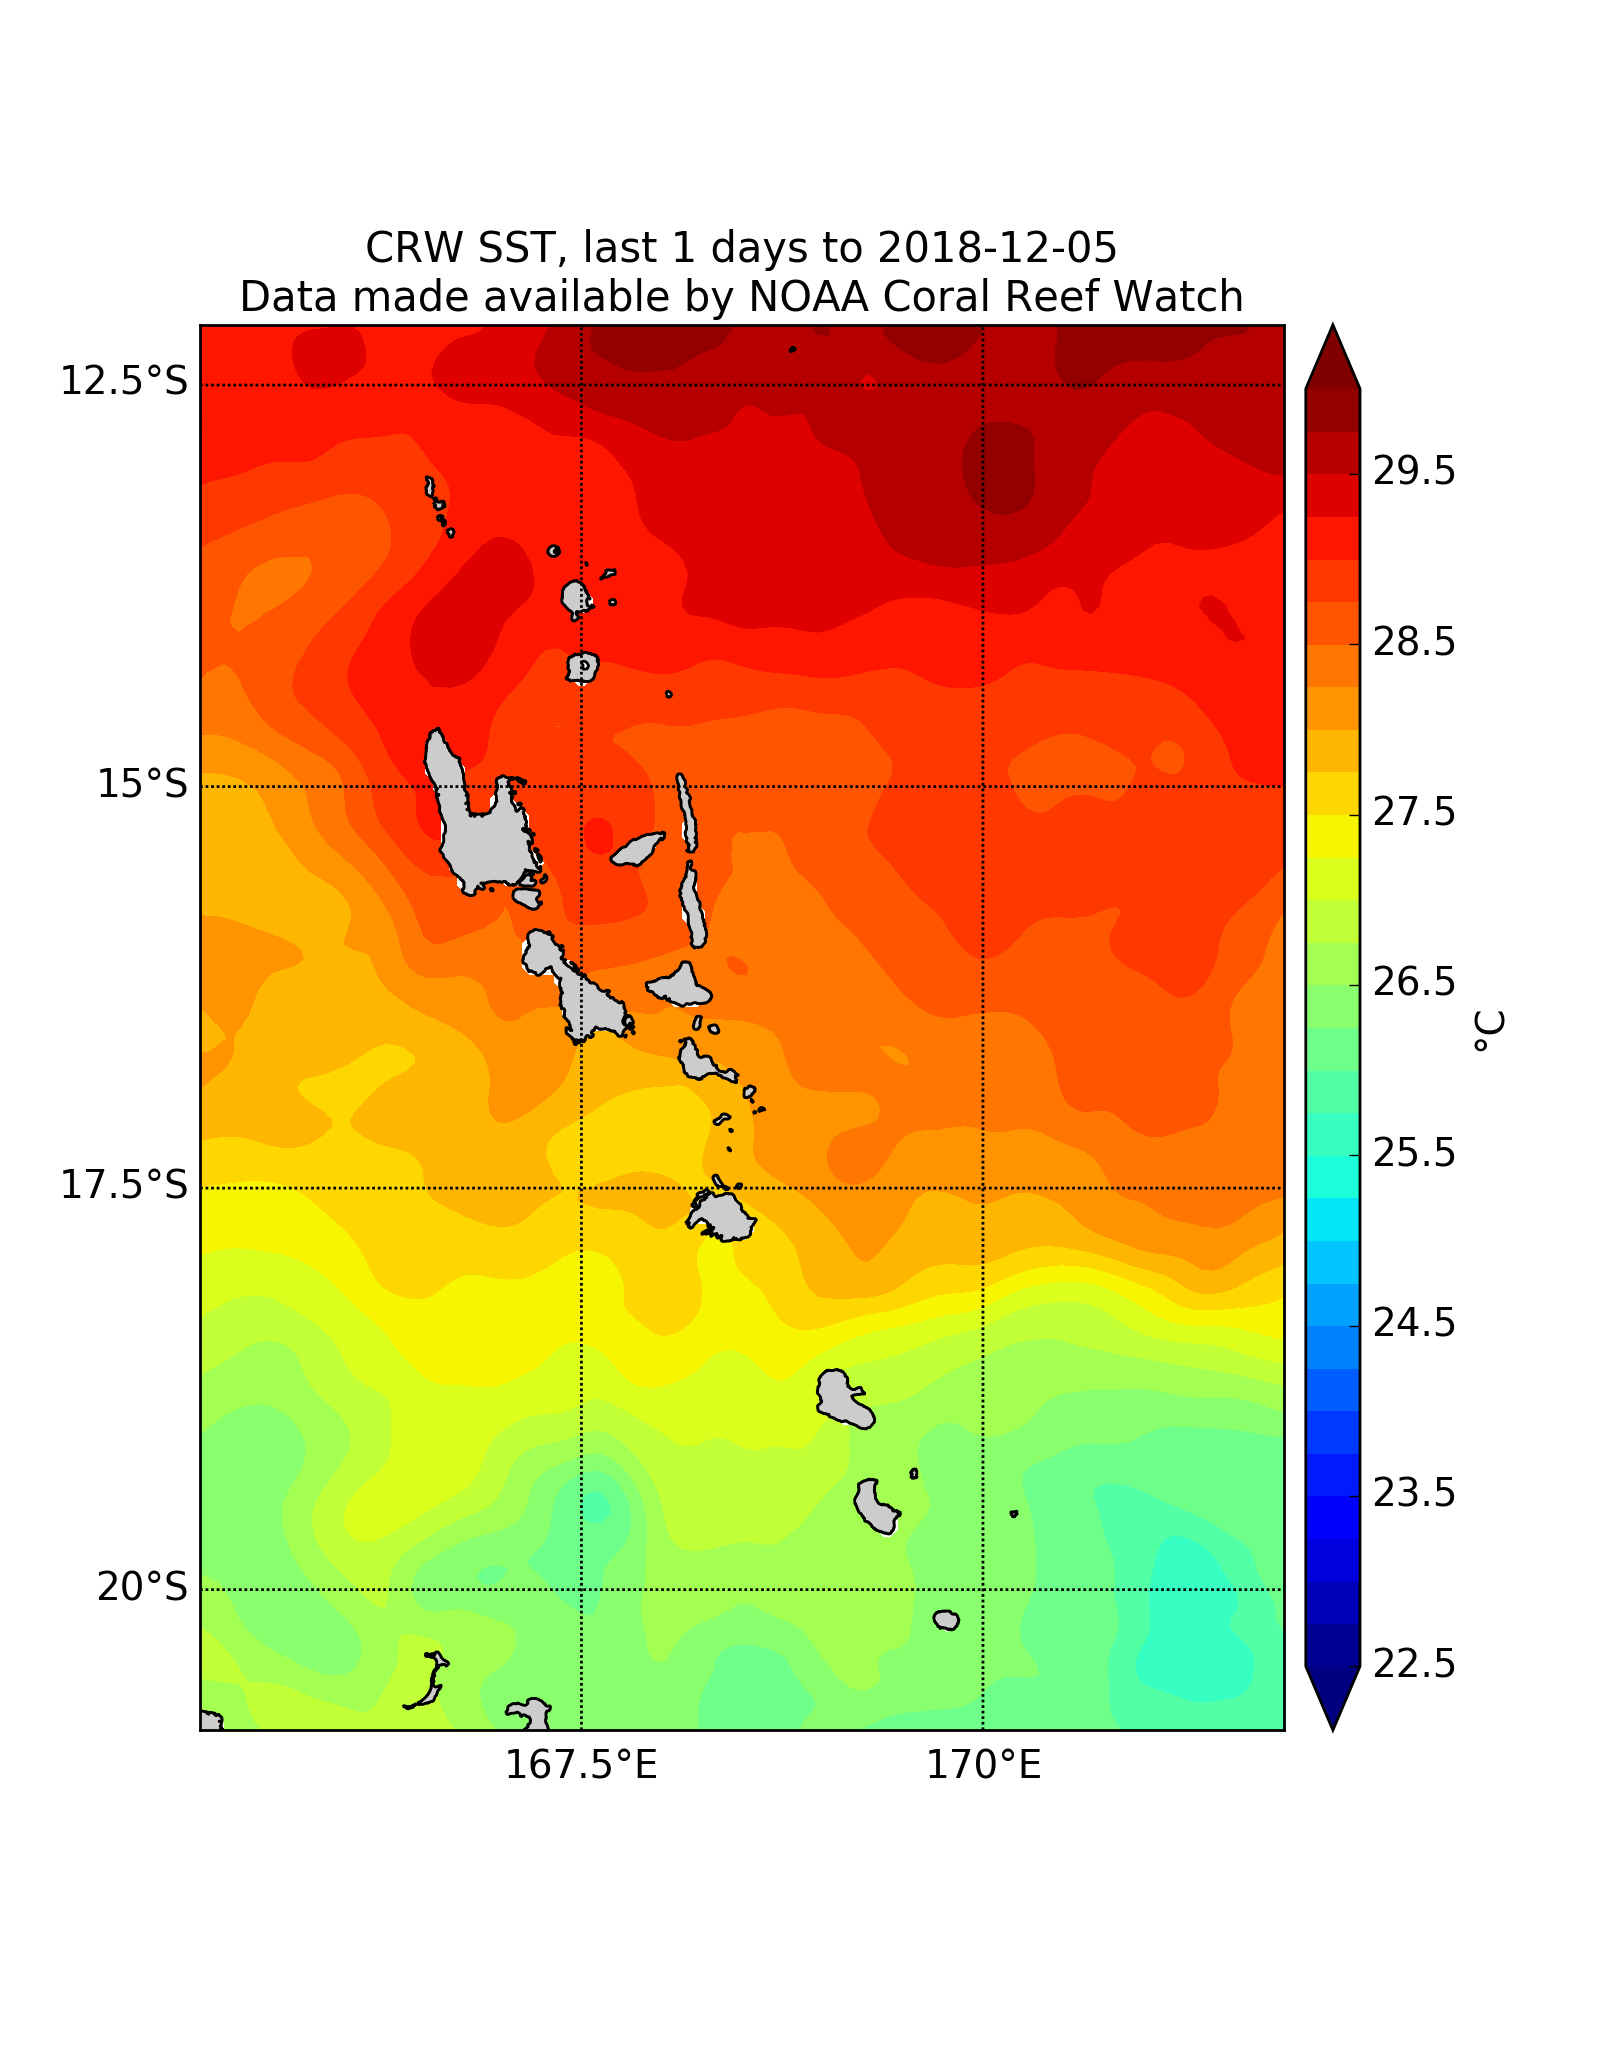 CRW SST, last 1 days to 2018-12-05
Data made available by NOAA Coral Reef Watch
12.5°S
15°S
17.5°S
20°S
167.5°E
170°E
29.5
28.5
27.5
26.5
25.5
24.5
23.5
22.5
°C